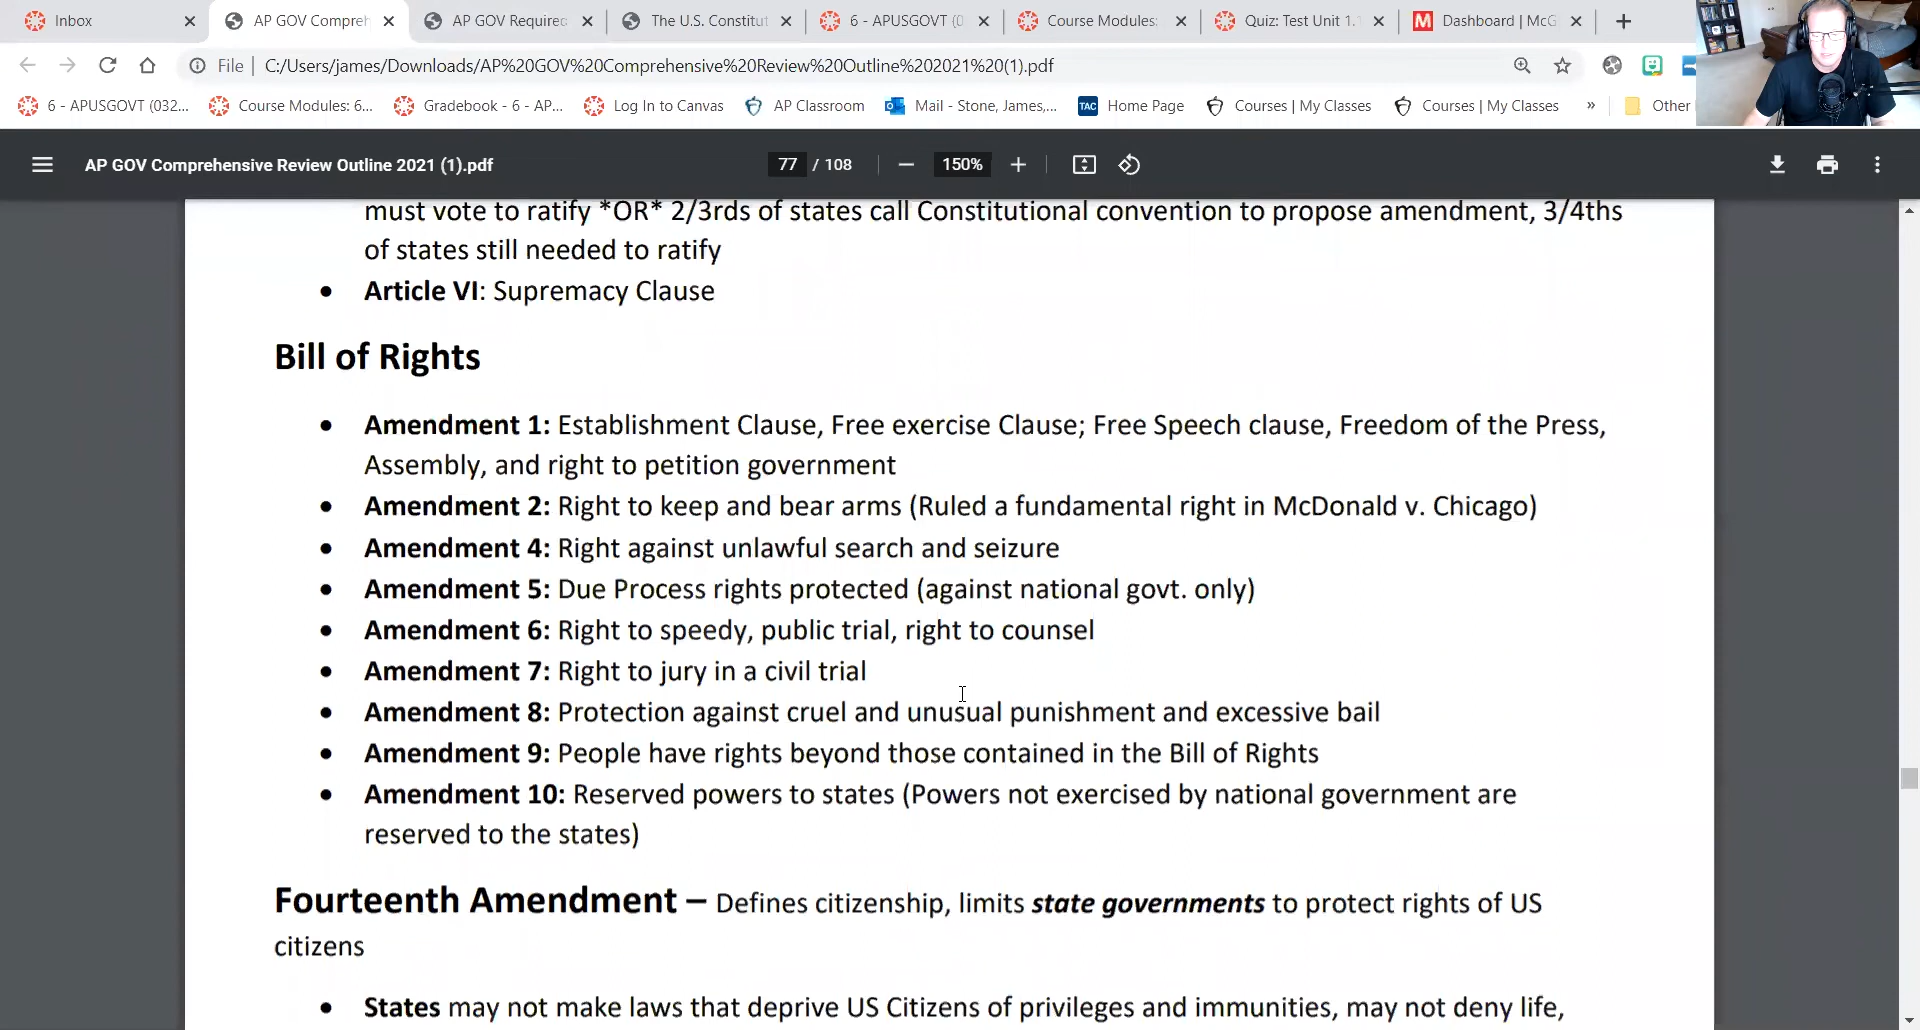 Inbox
AP GOV Compreh
AP GOV Required
The U.S. Constitut
6 - APUSGOVT (0
Course Modules:
Quiz: Test Unit 1.
Dashboard | McG
File | C:/Users/james/Downloads/AP%20GOV%20Comprehensive%20Review%20Outline%202021%20(1).pdf
6 - APUSGOVT (032...
Course Modules: 6...
Gradebook - 6 - AP...
Log In to Canvas
AP Classroom
Mail - Stone, James,...
TAC Home Page
Courses | My Classes
Courses | My Classes
»
Other
AP GOV Comprehensive Review Outline 2021 (1).pdf
77 / 108
150%
must vote to ratify *OR* 2/3rds of states call Constitutional convention to propose amendment, 3/4ths
of states still needed to ratify
• Article VI: Supremacy Clause
Bill of Rights
• Amendment 1: Establishment Clause, Free exercise Clause; Free Speech clause, Freedom of the Press,
Assembly, and right to petition government
• Amendment 2: Right to keep and bear arms (Ruled a fundamental right in McDonald v. Chicago)
• Amendment 4: Right against unlawful search and seizure
• Amendment 5: Due Process rights protected (against national govt. only)
• Amendment 6: Right to speedy, public trial, right to counsel
• Amendment 7: Right to jury in a civil trial
• Amendment 8: Protection against cruel and unusual punishment and excessive bail
• Amendment 9: People have rights beyond those contained in the Bill of Rights
• Amendment 10: Reserved powers to states (Powers not exercised by national government are
reserved to the states)
Fourteenth Amendment – Defines citizenship, limits state governments to protect rights of US
citizens
• States may not make laws that deprive US Citizens of privileges and immunities, may not deny life,